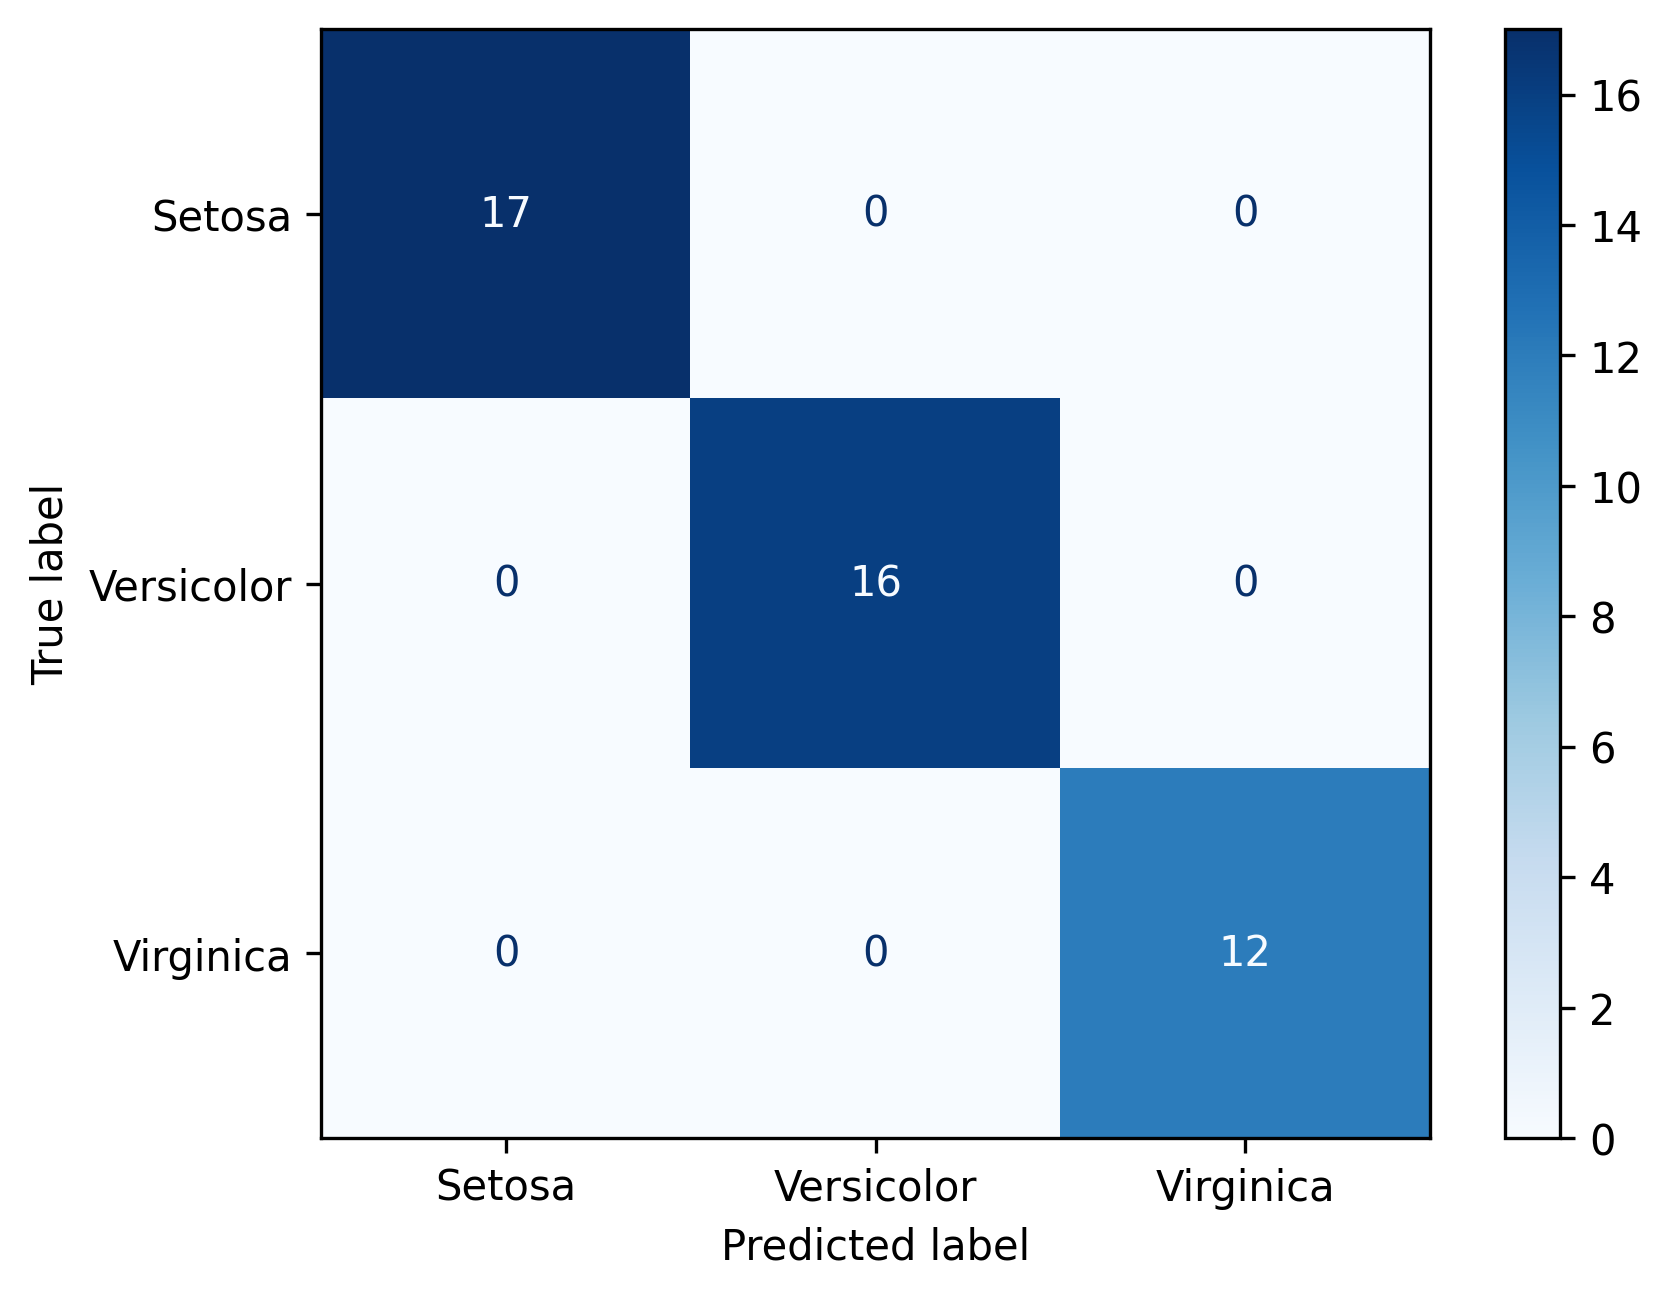 Setosa 17 0 0
Versicolor 0 16 0
Virginica 0 0 12
Setosa Versicolor Virginica
Predicted label
True label
16
14
12
10
8
6
4
2
0